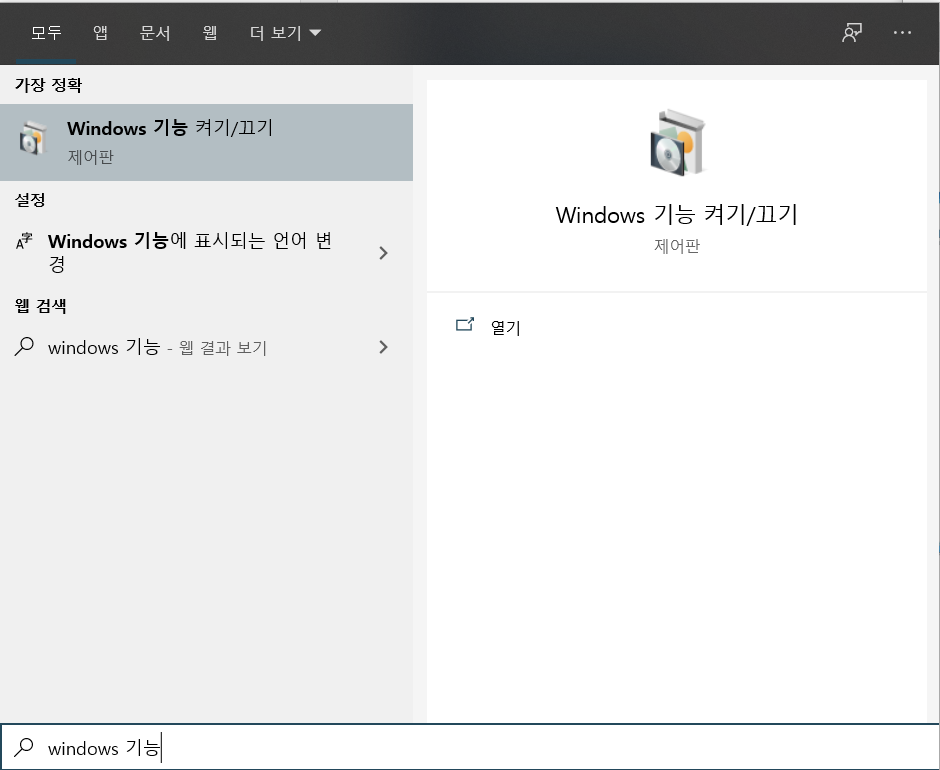 모두 앱 문서 웹 더 보기
가장 정확
Windows 기능 켜기/끄기
제어판
설정
Windows 기능에 표시되는 언어 변
경
웹 검색
windows 기능 - 웹 결과 보기
Windows 기능 켜기/끄기
제어판
열기
windows 기능